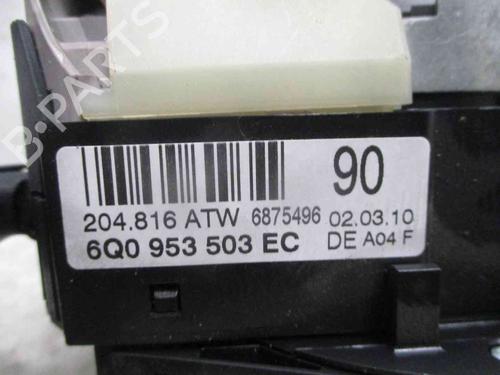 B-PARTS
90
204.816 ATW 6875496 02.03.10
6Q0 953 503 EC DE A04 F